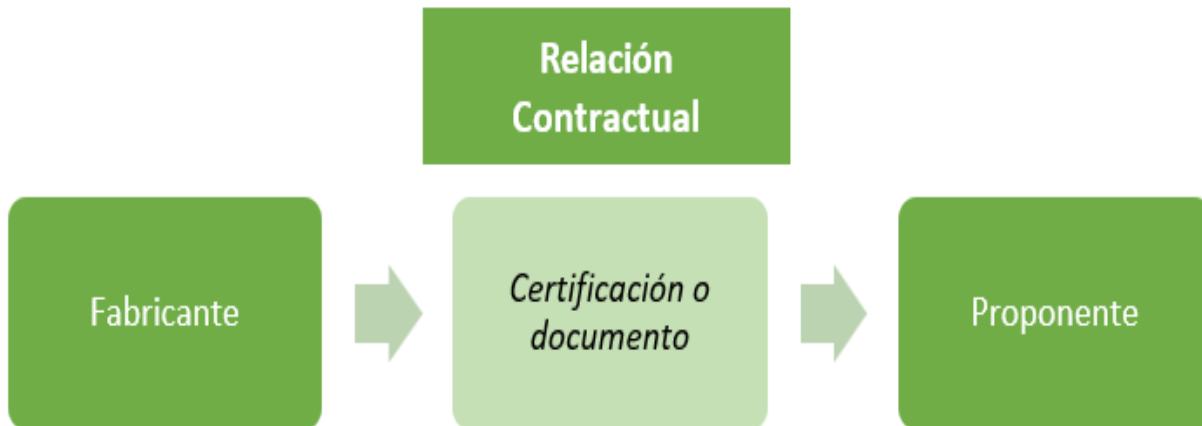 Relación
Contractual
Fabricante
Certificación o
documento
Proponente